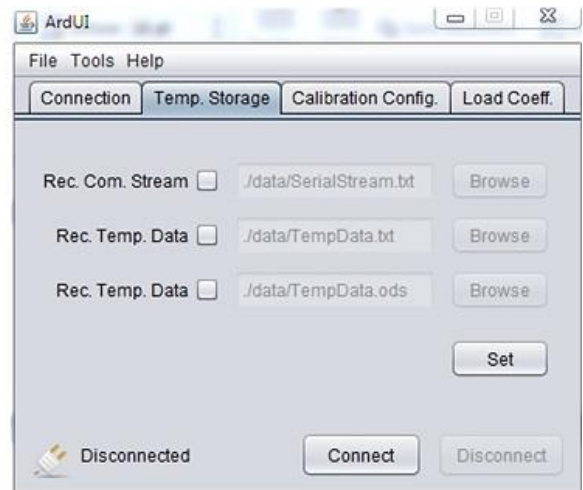 ArdUI
File Tools Help
Connection Temp. Storage Calibration Config. Load Coeff.
Rec. Com. Stream ./data/SerialStream.txt Browse
Rec. Temp. Data ./data/TempData.txt Browse
Rec. Temp. Data ./data/TempData.ods Browse
Set
Disconnected Connect Disconnect